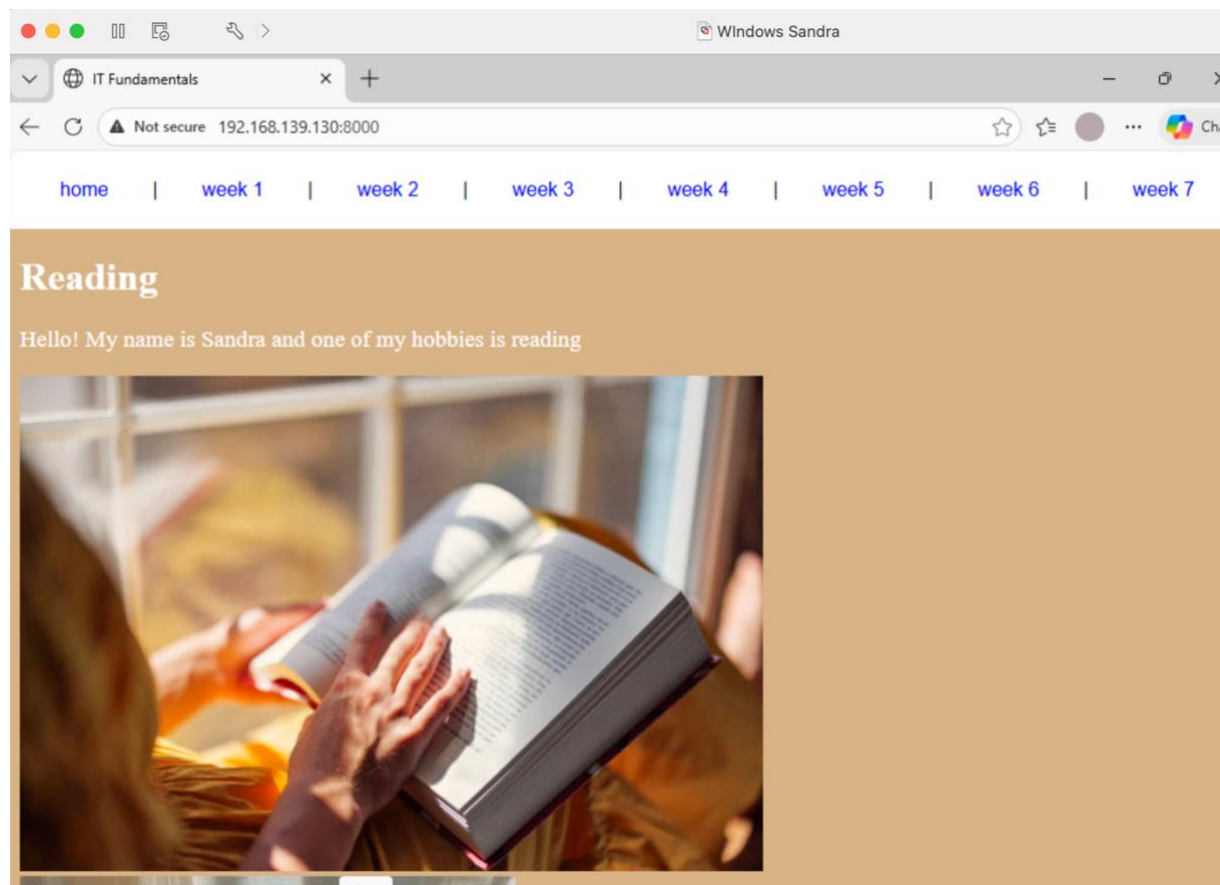 WIndows Sandra
IT Fundamentals
Not secure 192.168.139.130:8000
home | week 1 | week 2 | week 3 | week 4 | week 5 | week 6 | week 7
Reading
Hello! My name is Sandra and one of my hobbies is reading